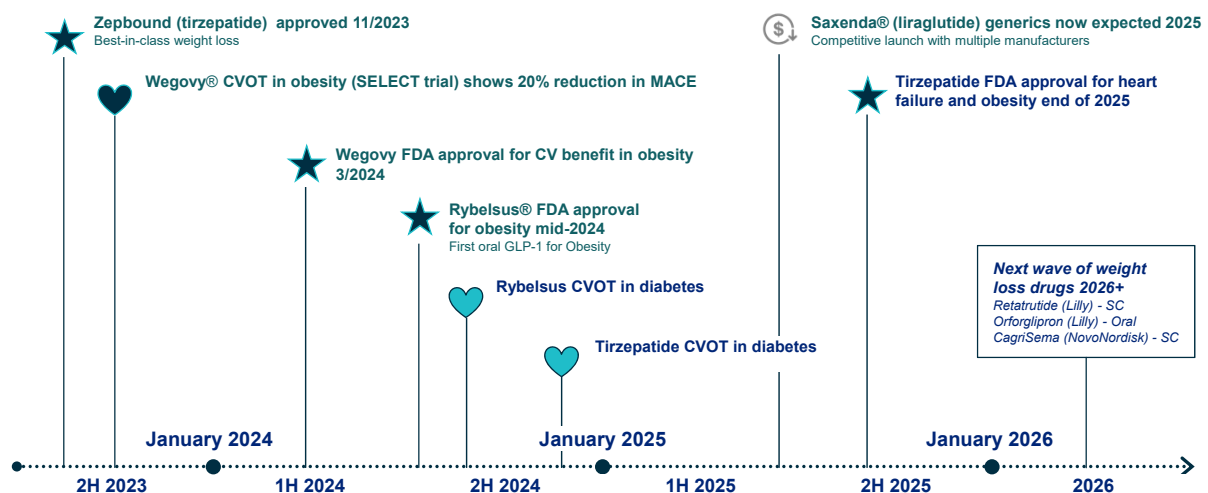 Zepbound (tirzepatide) approved 11/2023
Best-in-class weight loss
Saxenda® (liraglutide) generics now expected 2025
Competitive launch with multiple manufacturers
$
Wegovy® CVOT in obesity (SELECT trial) shows 20% reduction in MACE
Tirzepatide FDA approval for heart
failure and obesity end of 2025
Wegovy FDA approval for CV benefit in obesity
3/2024
Rybelsus® FDA approval
for obesity mid-2024
First oral GLP-1 for Obesity
Rybelsus CVOT in diabetes
Tirzepatide CVOT in diabetes
Next wave of weight
loss drugs 2026+
Retatrutide (Lilly) - SC
Orforglipron (Lilly) - Oral
CagriSema (NovoNordisk) - SC
January 2024
January 2025
January 2026
2H 2023
1H 2024
2H 2024
1H 2025
2H 2025
2026